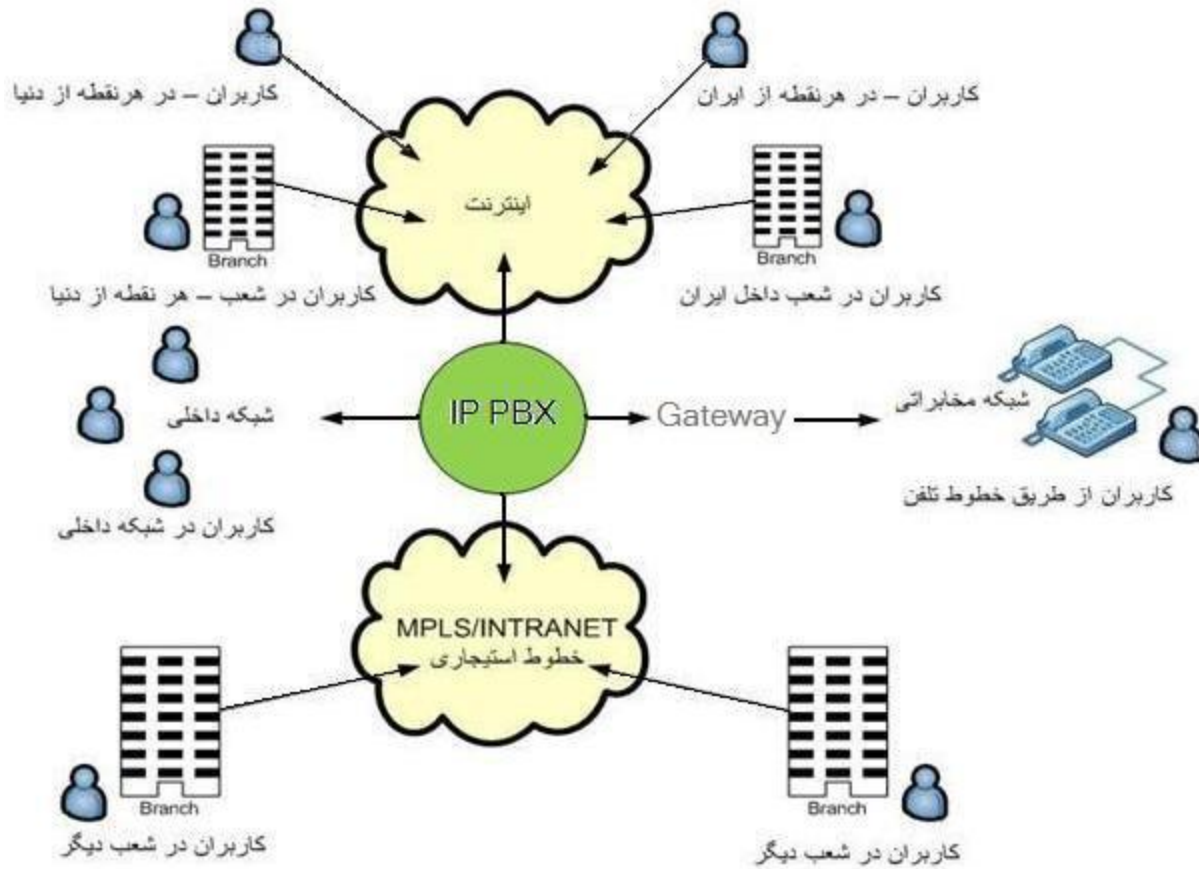 کاربران – در هرنقطه از دنیا
کاربران – در هرنقطه از ایران
اینترنت
Branch
Branch
کاربران در شعب – هر نقطه از دنیا
کاربران در شعب داخل ایران
شبکه داخلی
IP PBX
Gateway
شبکه مخابراتی
کاربران در شبکه داخلی
کاربران از طریق خطوط تلفن
MPLS/INTRANET
خطوط استیجاری
Branch
Branch
کاربران در شعب دیگر
کاربران در شعب دیگر